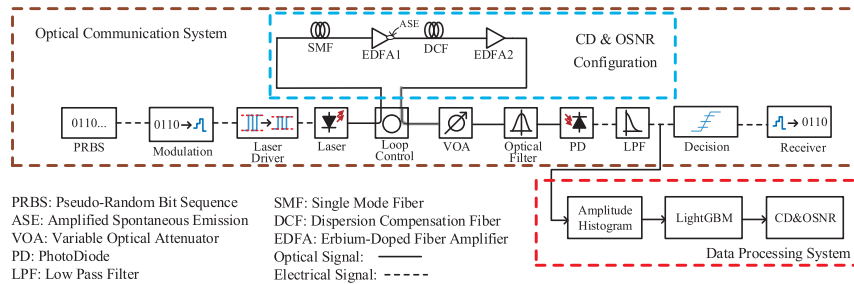 Optical Communication System
ASE
SMF
EDFA1
DCF
EDFA2
CD & OSNR
Configuration
0110...
0110
0110
PRBS
Modulation
Laser
Driver
Laser
Loop
Control
VOA
Optical
Filter
PD
LPF
Decision
Receiver
PRBS: Pseudo-Random Bit Sequence
ASE: Amplified Spontaneous Emission
VOA: Variable Optical Attenuator
PD: PhotoDiode
LPF: Low Pass Filter
SMF: Single Mode Fiber
DCF: Dispersion Compensation Fiber
EDFA: Erbium-Doped Fiber Amplifier
Optical Signal:
Electrical Signal:
Amplitude
Histogram
LightGBM
CD&OSNR
Data Processing System